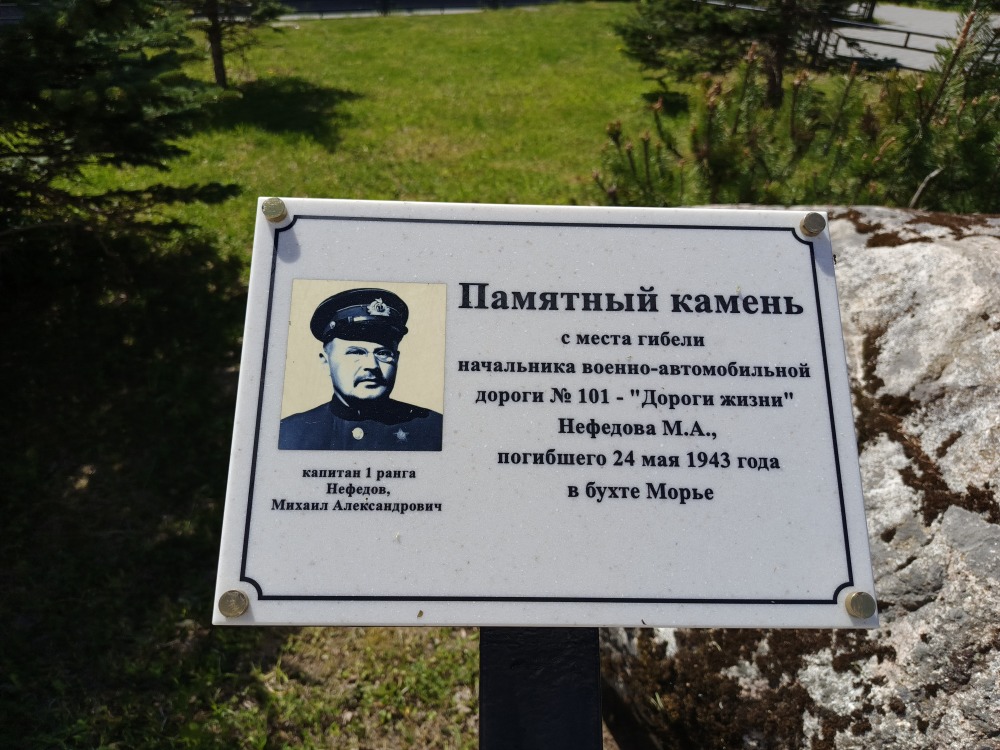 Памятный камень
с места гибели
начальника военно-автомобильной
дороги № 101 - "Дороги жизни"
Нефедова М.А.,
погибшего 24 мая 1943 года
в бухте Морье
капитан 1 ранга
Нефедов,
Михаил Александрович